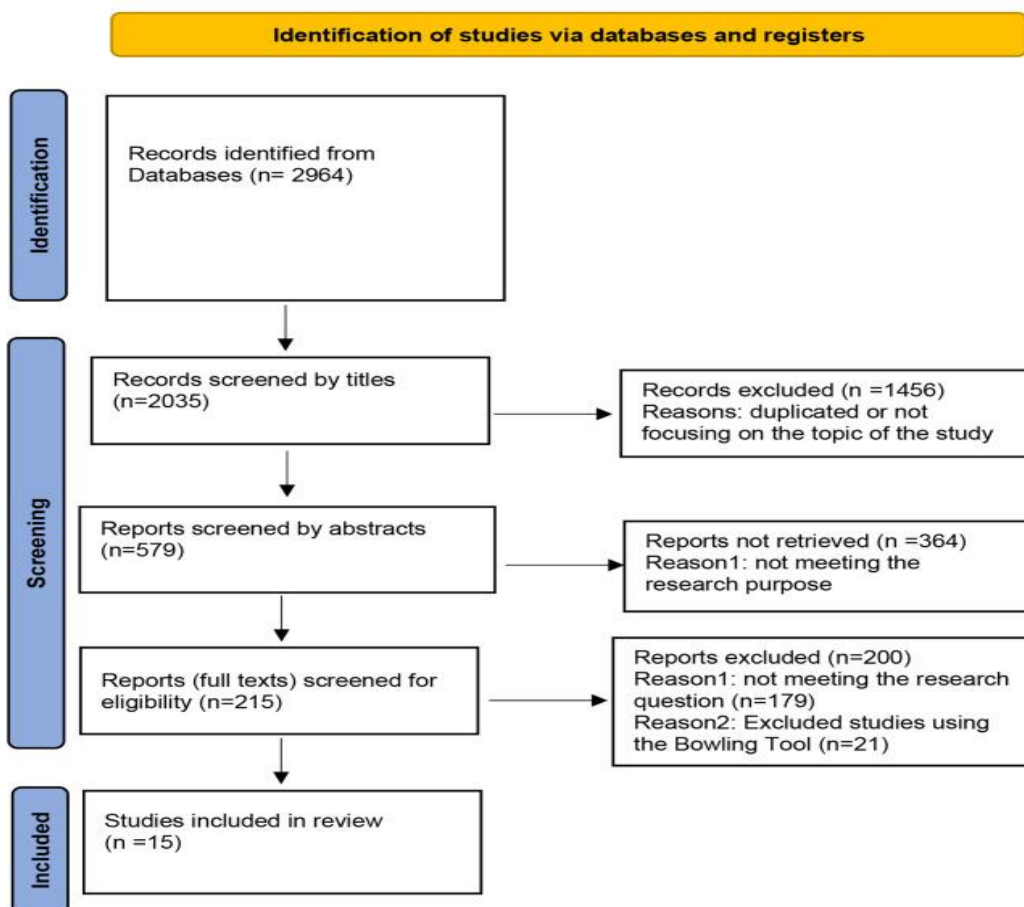 Identification of studies via databases and registers
Identification
Records identified from
Databases (n= 2964)
Screening
Records screened by titles
(n=2035)
Records excluded (n =1456)
Reasons: duplicated or not
focusing on the topic of the study
Reports screened by abstracts
(n=579)
Reports not retrieved (n =364)
Reason1: not meeting the
research purpose
Reports (full texts) screened for
eligibility (n=215)
Reports excluded (n=200)
Reason1: not meeting the research
question (n=179)
Reason2: Excluded studies using
the Bowling Tool (n=21)
Included
Studies included in review
(n =15)